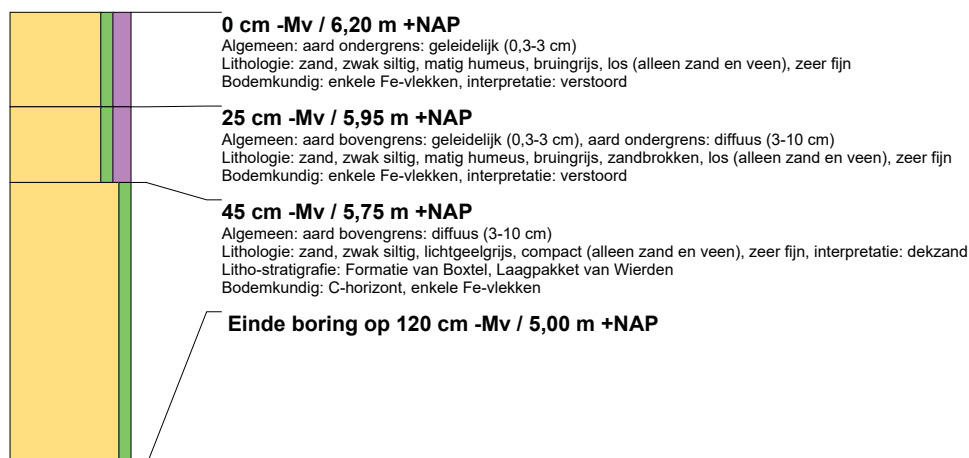 0 cm -Mv / 6,20 m +NAP
Algemeen: aard ondergrens: geleidelijk (0,3-3 cm)
Lithologie: zand, zwak siltig, matig humeus, bruingrijs, los (alleen zand en veen), zeer fijn
Bodemkundig: enkele Fe-vlekken, interpretatie: verstoord
25 cm -Mv / 5,95 m +NAP
Algemeen: aard bovengrens: geleidelijk (0,3-3 cm), aard ondergrens: diffuus (3-10 cm)
Lithologie: zand, zwak siltig, matig humeus, bruingrijs, zandbrokken, los (alleen zand en veen), zeer fijn
Bodemkundig: enkele Fe-vlekken, interpretatie: verstoord
45 cm -Mv / 5,75 m +NAP
Algemeen: aard bovengrens: diffuus (3-10 cm)
Lithologie: zand, zwak siltig, lichtgeelgrijs, compact (alleen zand en veen), zeer fijn, interpretatie: dekzand
Litho-stratigrafie: Formatie van Boxtel, Laagpakket van Wierden
Bodemkundig: C-horizont, enkele Fe-vlekken
Einde boring op 120 cm -Mv / 5,00 m +NAP